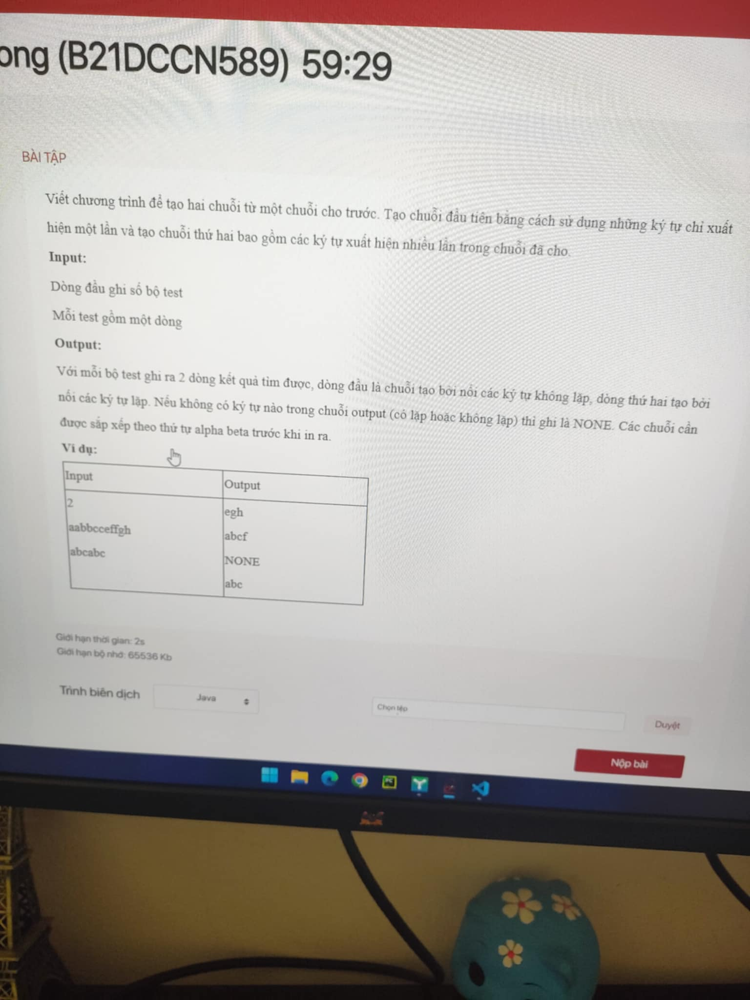 ong (B21DCCN589) 59:29
BÀI TẬP
Viết chương trình để tạo hai chuỗi từ một chuỗi cho trước. Tạo chuỗi đầu tiên bằng cách sử dụng những ký tự chỉ xuất
hiện một lần và tạo chuỗi thứ hai bao gồm các ký tự xuất hiện nhiều lần trong chuỗi đã cho.
Input:
Dòng đầu ghi số bộ test
Mỗi test gồm một dòng
Output:
Với mỗi bộ test ghi ra 2 dòng kết quả tìm được, dòng đầu là chuỗi tạo bởi nối các ký tự không lặp, dòng thứ hai tạo bởi
nối các ký tự lặp. Nếu không có ký tự nào trong chuỗi output (có lặp hoặc không lặp) thì ghi là NONE. Các chuỗi cần
được sắp xếp theo thứ tự alpha beta trước khi in ra.
Ví dụ:
Input Output
2 egh
aabbcceffgh abcf
abcabc NONE
abc
Giới hạn thời gian: 2s
Giới hạn bộ nhớ: 65536 Kb
Trình biên dịch Java Chọn tệp Duyệt
Nộp bài